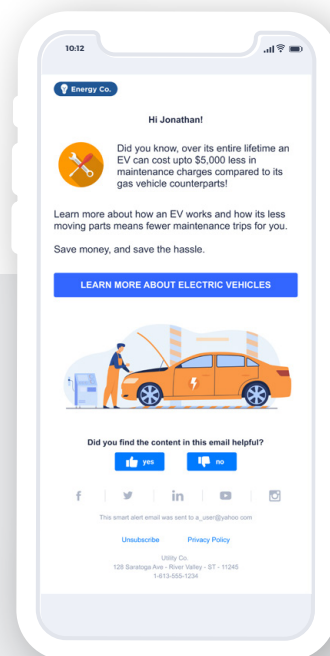 10:12
Energy Co.
Hi Jonathan!
Did you know, over its entire lifetime an
EV can cost upto $5,000 less in
maintenance charges compared to its
gas vehicle counterparts!
Learn more about how an EV works and how its less
moving parts means fewer maintenance trips for you.
Save money, and save the hassle.
LEARN MORE ABOUT ELECTRIC VEHICLES
Did you find the content in this email helpful?
yes no
f in
This smart alert email was sent to a_user@yahoo com
Unsubscribe Privacy Policy
Utility Co.
128 Saratoga Ave - River Valley - ST - 11245
1-613-555-1234